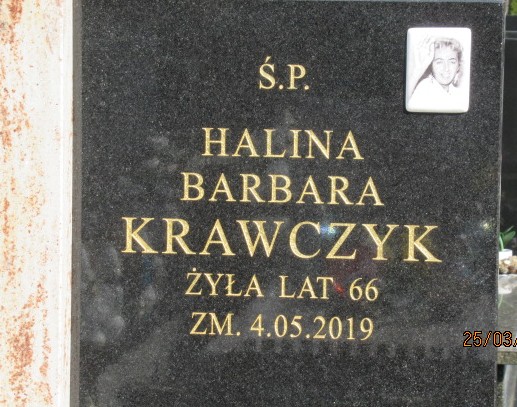 Ś.P.
HALINA
BARBARA
KRAWCZYK
ŻYŁA LAT 66
ZM. 4.05.2019
25/03/